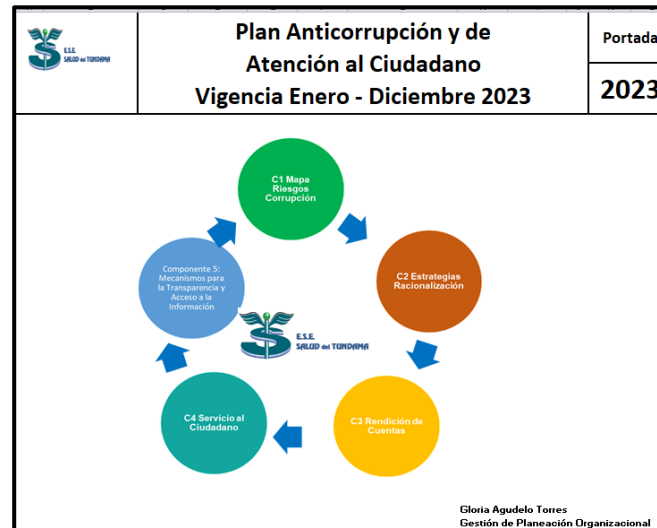 E.S.E.
SALUD del TUNDAMA
Plan Anticorrupción y de
Atención al Ciudadano
Vigencia Enero - Diciembre 2023
Portada
2023
C1 Mapa
Riesgos
Corrupción
C2 Estrategias
Racionalización
C3 Rendición de
Cuentas
C4 Servicio al
Ciudadano
Componente 5:
Mecanismos para
la Transparencia y
Acceso a la
Información
E.S.E.
SALUD del TUNDAMA
Gloria Agudelo Torres
Gestión de Planeación Organizacional